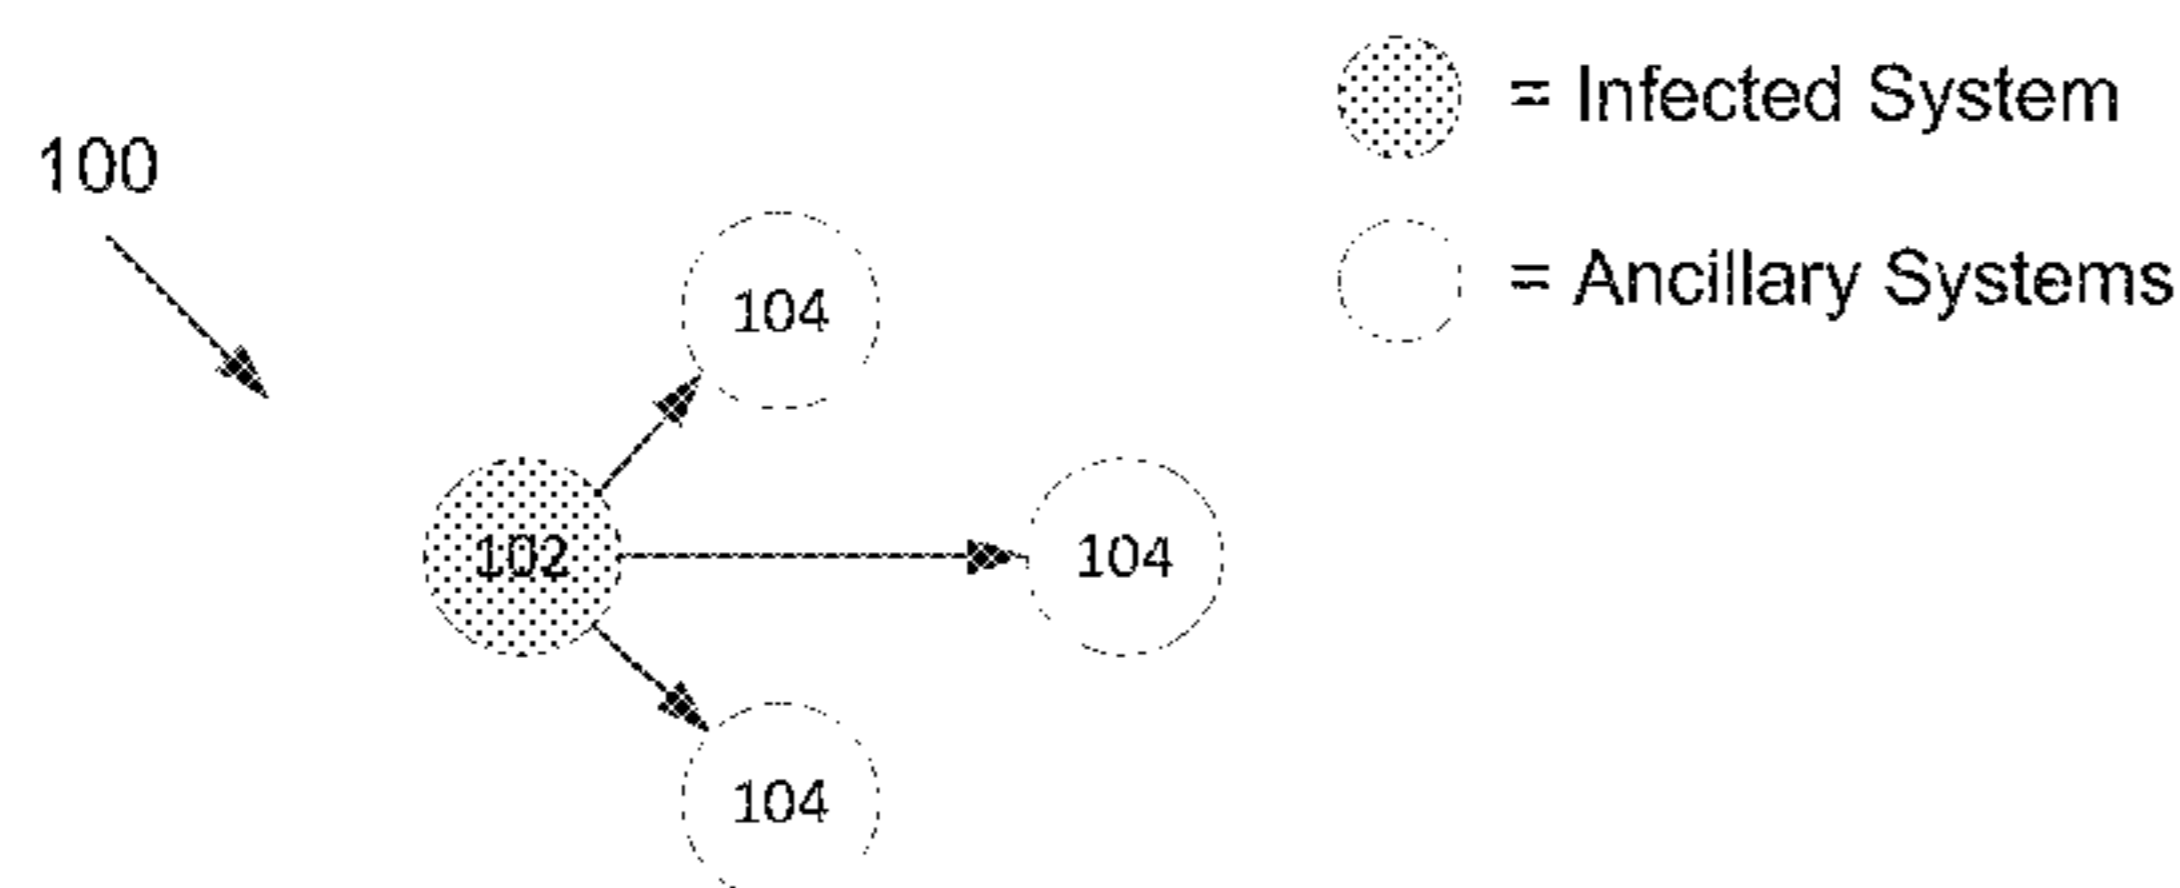 = Infected System
100
= Ancillary Systems
104
102
104
104